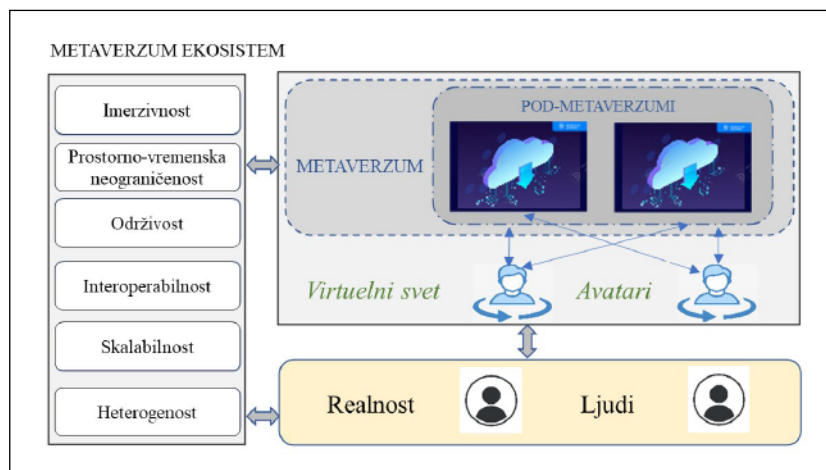 METAVERZUM EKOSISTEM
Imerzivnost
Prostorno-vremenska
neograničenost
Održivost
Interoperabilnost
Skalabilnost
Heterogenost
POD-METAVERZUMI
METAVERZUM
Virtuelni svet
Avatari
Realnost
Ljudi